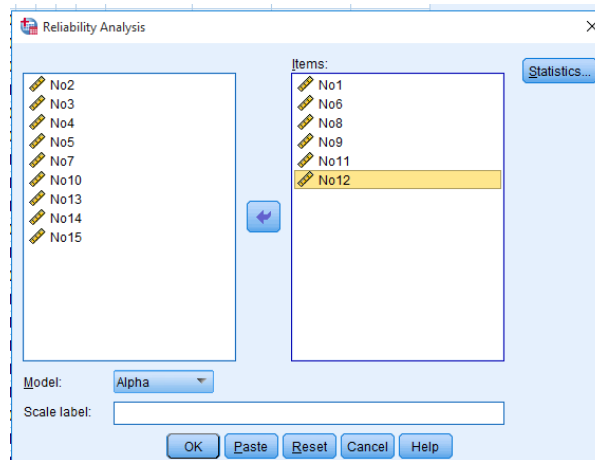 Reliability Analysis
Items:
No2
No3
No4
No5
No7
No10
No13
No14
No15
No1
No6
No8
No9
No11
No12
Statistics...
Model: Alpha
Scale label:
OK Paste Reset Cancel Help